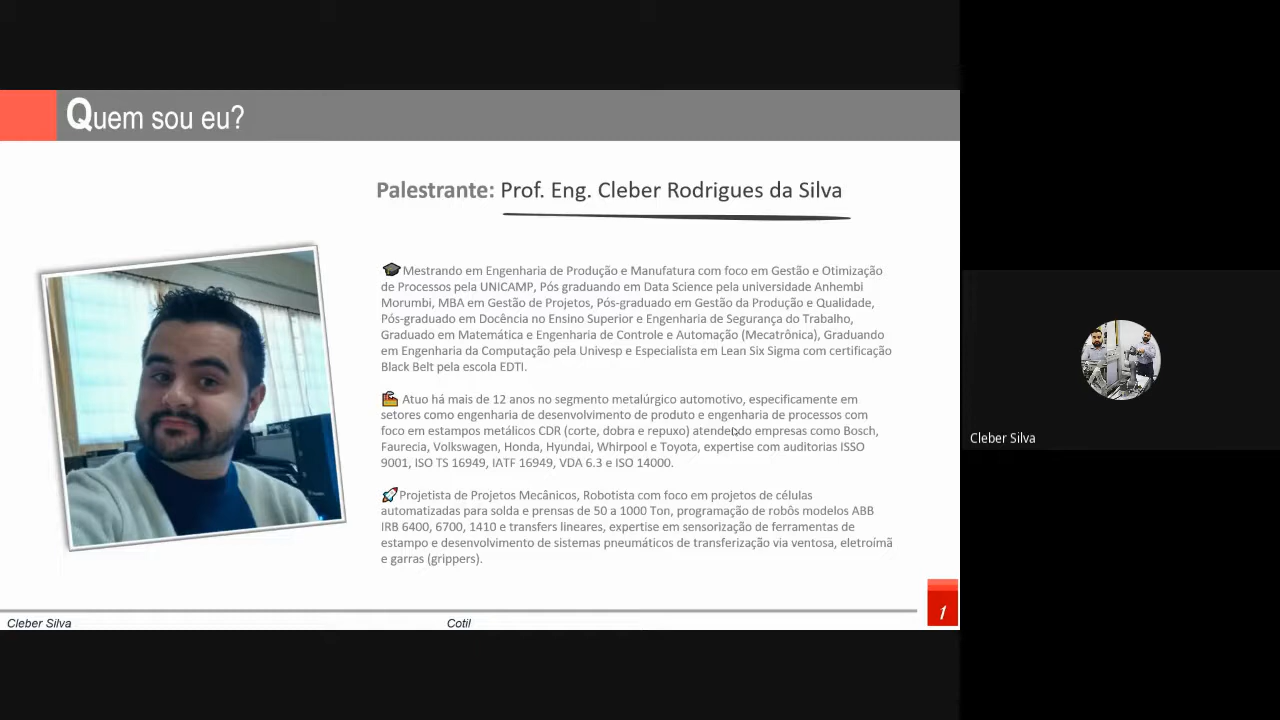 Quem sou eu?
Palestrante: Prof. Eng. Cleber Rodrigues da Silva
Mestrando em Engenharia de Produção e Manufatura com foco em Gestão e Otimização
de Processos pela UNICAMP, Pós graduando em Data Science pela universidade Anhembi
Morumbi, MBA em Gestão de Projetos, Pós-graduado em Gestão da Produção e Qualidade,
Pós-graduado em Docência no Ensino Superior e Engenharia de Segurança do Trabalho,
Graduado em Matemática e Engenharia de Controle e Automação (Mecatrônica), Graduando
em Engenharia da Computação pela Univesp e Especialista em Lean Six Sigma com certificação
Black Belt pela escola EDTI.
Atuo há mais de 12 anos no segmento metalúrgico automotivo, especificamente em
setores como engenharia de desenvolvimento de produto e engenharia de processos com
foco em estampos metálicos CDR (corte, dobra e repuxo) atendendo empresas como Bosch,
Faurecia, Volkswagen, Honda, Hyundai, Whirpool e Toyota, expertise com auditorias ISSO
9001, ISO TS 16949, IATF 16949, VDA 6.3 e ISO 14000.
Projetista de Projetos Mecânicos, Robotista com foco em projetos de células
automatizadas para solda e prensas de 50 a 1000 Ton, programação de robôs modelos ABB
IRB 6400, 6700, 1410 e transfers lineares, expertise em sensorização de ferramentas de
estampo e desenvolvimento de sistemas pneumáticos de transferização via ventosa, eletroímã
e garras (grippers).
Cleber Silva
Cotil
1
Cleber Silva